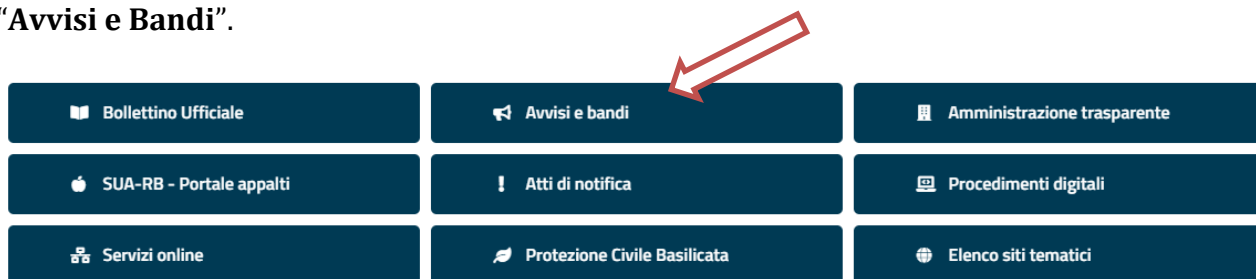 "Avvisi e Bandi".
Bollettino Ufficiale
Avvisi e bandi
Amministrazione trasparente
SUA-RB - Portale appalti
Atti di notifica
Procedimenti digitali
Servizi online
Protezione Civile Basilicata
Elenco siti tematici